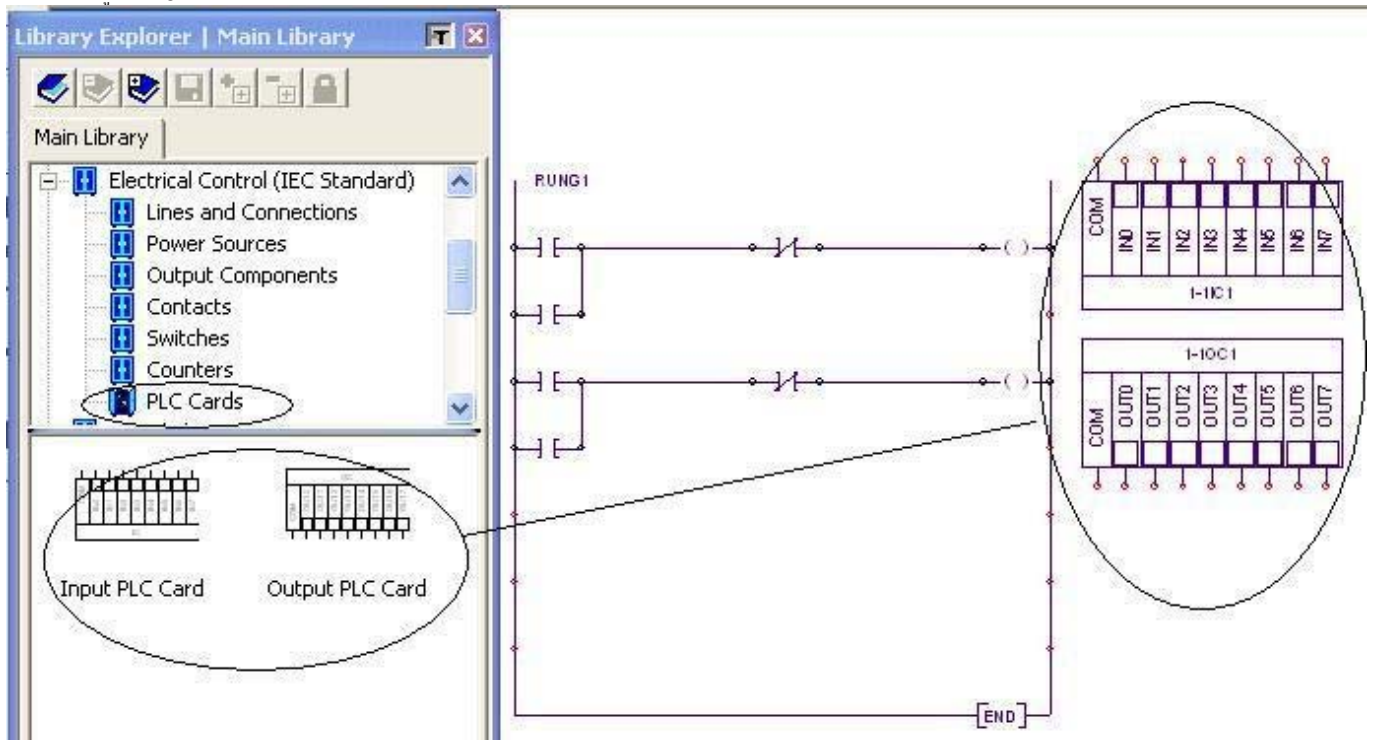 Library Explorer | Main Library
Main Library
Electrical Control (IEC Standard)
Lines and Connections
Power Sources
Output Components
Contacts
Switches
Counters
PLC Cards
Input PLC Card
Output PLC Card
RUNG1
COM
IN0
IN1
IN2
IN3
IN4
IN5
IN6
IN7
1-1IC1
1-1OC1
COM
OUT0
OUT1
OUT2
OUT3
OUT4
OUT5
OUT6
OUT7
END